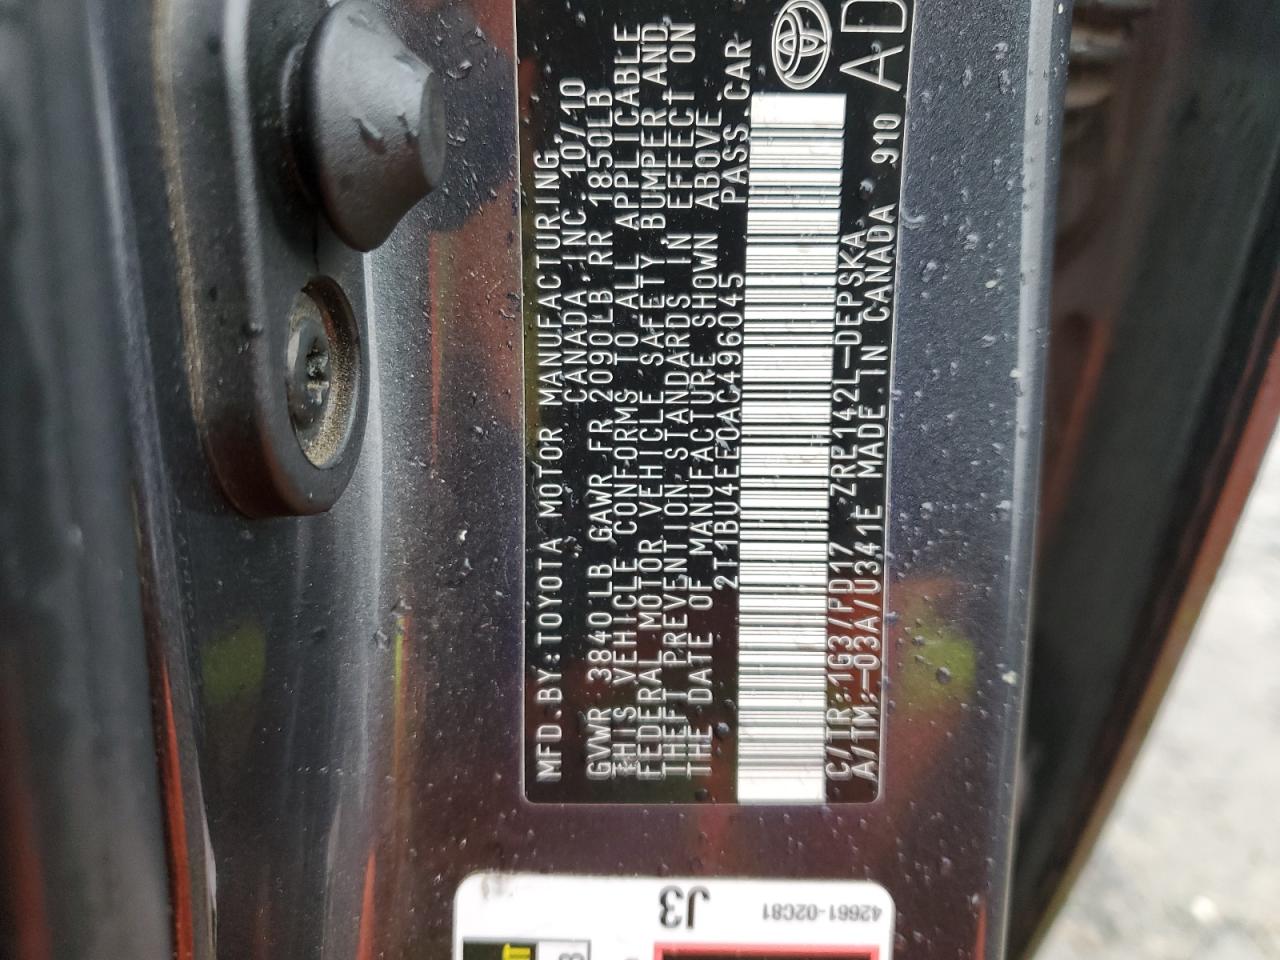 MFD.BY:TOYOTA MOTOR MANUFACTURING
CANADA INC. 10/10
GVWR 3840LB GAWR FR 2090LB RR 1850LB
THIS VEHICLE CONFORMS TO ALL APPLICABLE
FEDERAL MOTOR VEHICLE SAFETY, BUMPER AND
THEFT PREVENTION STANDARDS IN EFFECT ON
THE DATE OF MANUFACTURE SHOWN ABOVE.
2T1BU4EE0AC496045 PASS.CAR
C/TR:1G3/FD17 ZRE142L-DEPSKA
A/TM:-03A/U341E MADE IN CANADA 910
AD
42661-02C81
J3